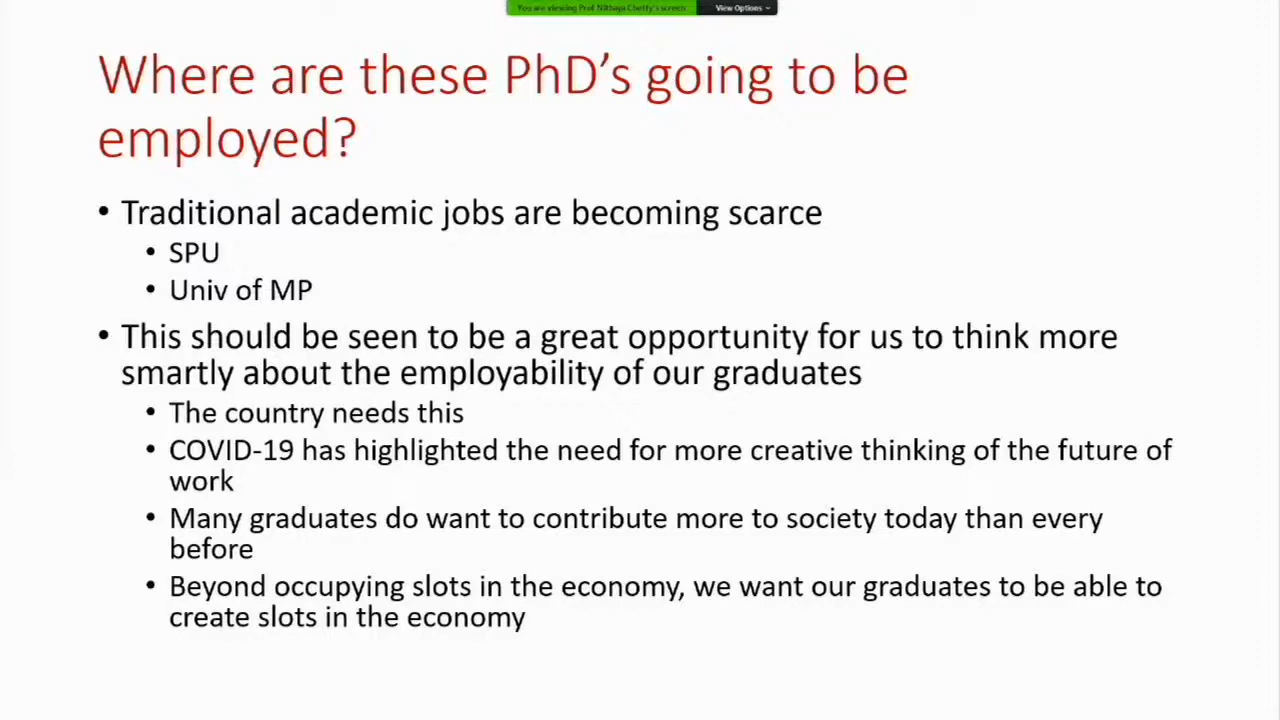 You are viewing Prof Nithaya Chetty's screen View Options
Where are these PhD's going to be
employed?
• Traditional academic jobs are becoming scarce
• SPU
• Univ of MP
• This should be seen to be a great opportunity for us to think more
smartly about the employability of our graduates
• The country needs this
• COVID-19 has highlighted the need for more creative thinking of the future of
work
• Many graduates do want to contribute more to society today than every
before
• Beyond occupying slots in the economy, we want our graduates to be able to
create slots in the economy